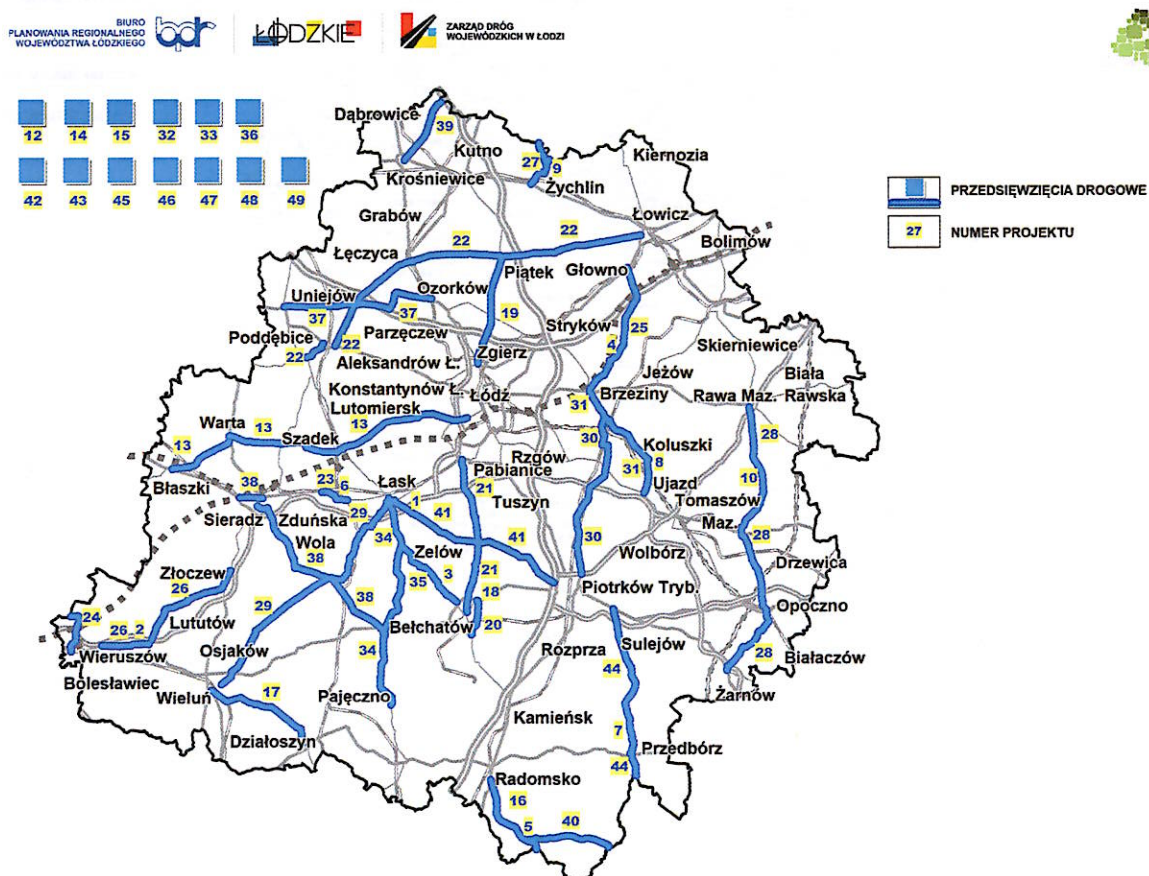 BIURO
PLANOWANIA REGIONALNEGO
WOJEWÓDZTWA ŁÓDZKIEGO
bpr
ŁÓDZKIE
ZARZĄD DRÓG
WOJEWÓDZKICH W ŁODZI
12 14 15 32 33 36
42 43 45 46 47 48 49
PRZEDSIĘWZIĘCIA DROGOWE
27 NUMER PROJEKTU
Dąbrowice 39
Kutno 27 9 Kiernozia
Krośniewice Żychlin
Grabów Łowicz
22 22 Bolimów
Łęczyca
Piątek Głowno
Uniejów Ozorków
37 37 19 25
Stryków
Poddębice Parzęczew 4
22 22 Zgierz Skierniewice
Aleksandrów Ł. Jeżów Biała
Konstantynów Ł. Łódź Brzeziny Rawa Maz. Rawska
Lutomiersk 31
Warta 13 13 30 28
13 Szadek Koluszki
Rzgów 31 8
Błaszki 38 23 6 Łask Pabianice Ujazd 10
21 Tomaszów
Sieradz Zduńska 29 1 41 Tuszyn Maz.
Wola 34 41 30 28
38 Zelów Wolbórz
Złoczew 35 3 21 Drzewica
26 38 18 Piotrków Tryb.
29 Opoczno
24 Lututów Bełchatów 20
26 2 34 Rozprza Sulejów 28
Wieruszów Osjaków Białaczów
Bolesławiec 44
Wieluń 17 Pajęczno Żarnów
Kamieńsk 7
Działoszyn Przedbórz
44
Radomsko
16
5 40